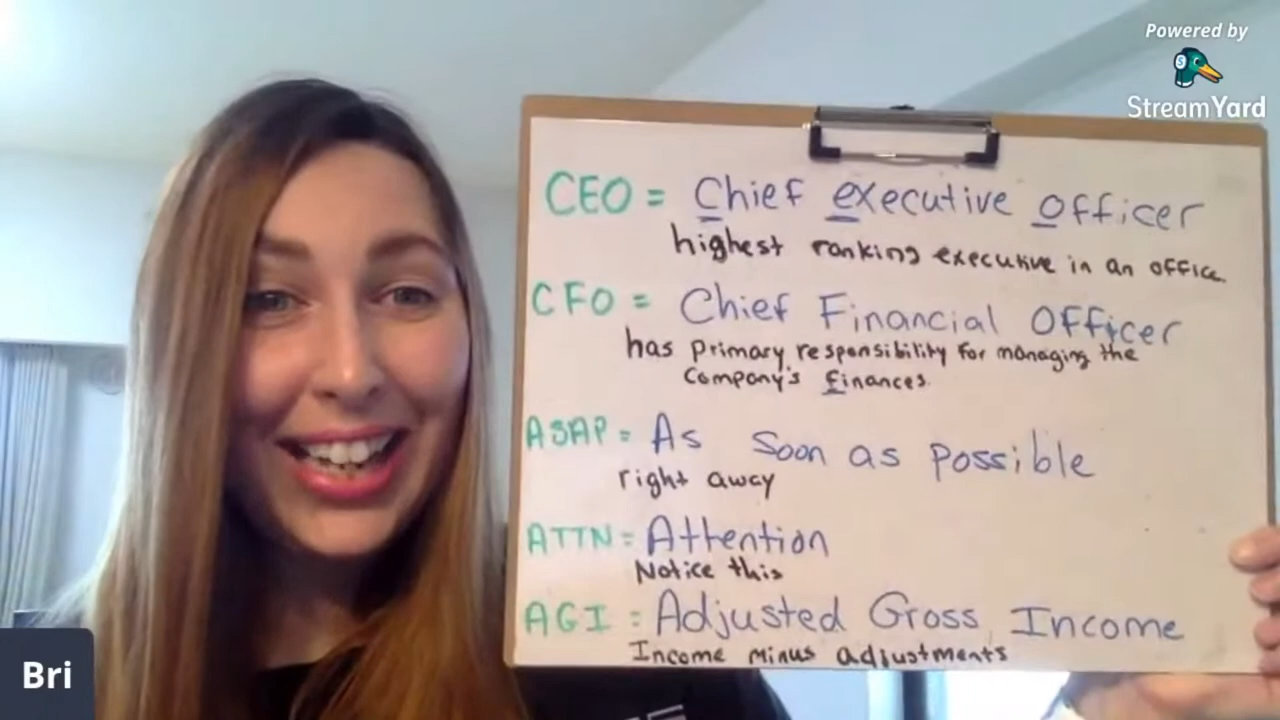 Powered by
StreamYard
CEO = Chief executive officer
highest ranking executive in an office.
CFO = Chief Financial Officer
has primary responsibility for managing the
company's finances.
ASAP = As soon as possible
right away
ATTN = Attention
Notice this
AGI = Adjusted Gross Income
Income minus adjustments
Bri